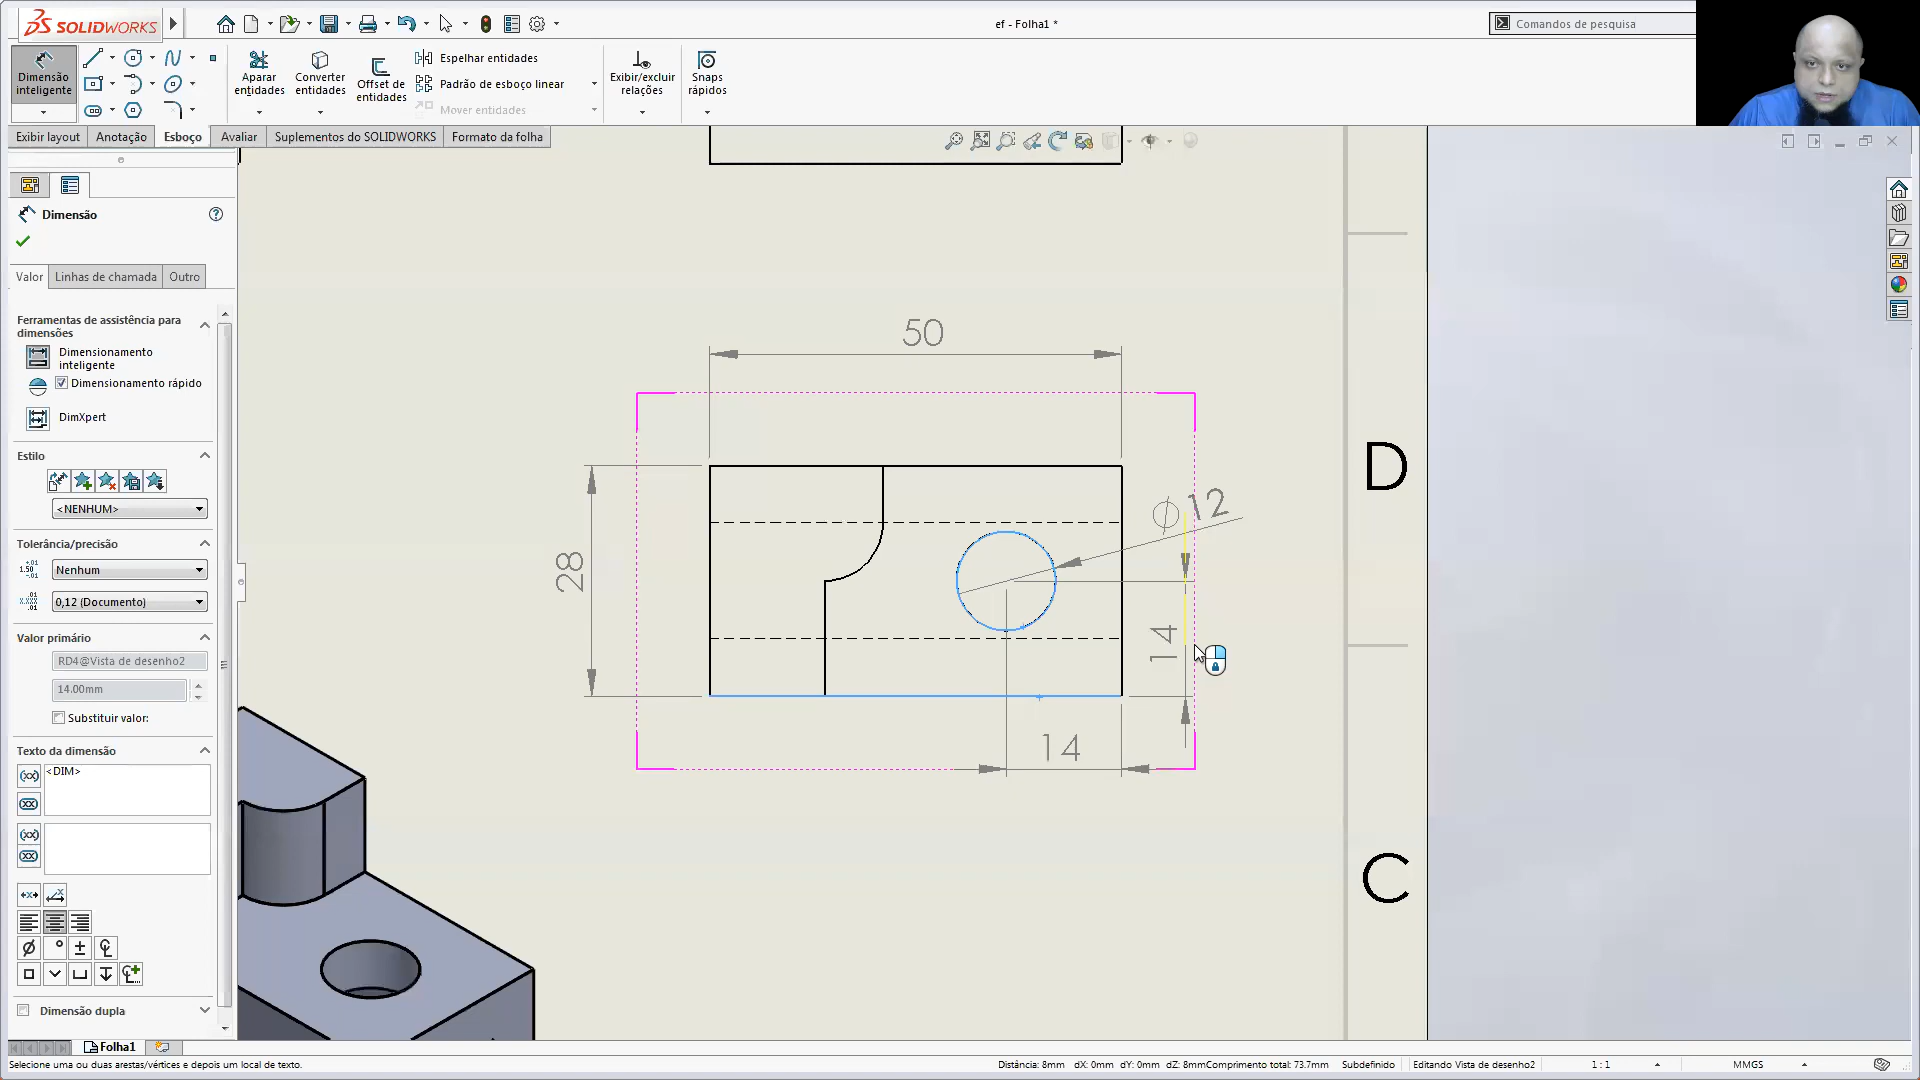 SOLIDWORKS
ef - Folha1 *
Comandos de pesquisa
Dimensão inteligente
Aparar entidades
Converter entidades
Offset de entidades
Espelhar entidades
Padrão de esboço linear
Mover entidades
Exibir/excluir relações
Snaps rápidos
Exibir layout
Anotação
Esboço
Avaliar
Suplementos do SOLIDWORKS
Formato da folha
Dimensão
Valor
Linhas de chamada
Outro
Ferramentas de assistência para dimensões
Dimensionamento inteligente
Dimensionamento rápido
DimXpert
Estilo
<NENHUM>
Tolerância/precisão
Nenhum
0,12 (Documento)
Valor primário
RD4@Vista de desenho2
14.00mm
Substituir valor:
Texto da dimensão
<DIM>
Dimensão dupla
50
28
∅12
14
14
D
C
Folha1
Selecione uma ou duas arestas/vértices e depois um local de texto.
Distância: 8mm dX: 0mm dY: 0mm dZ: 8mmComprimento total: 73.7mm
Subdefinido
Editando Vista de desenho2
1 : 1
MMGS